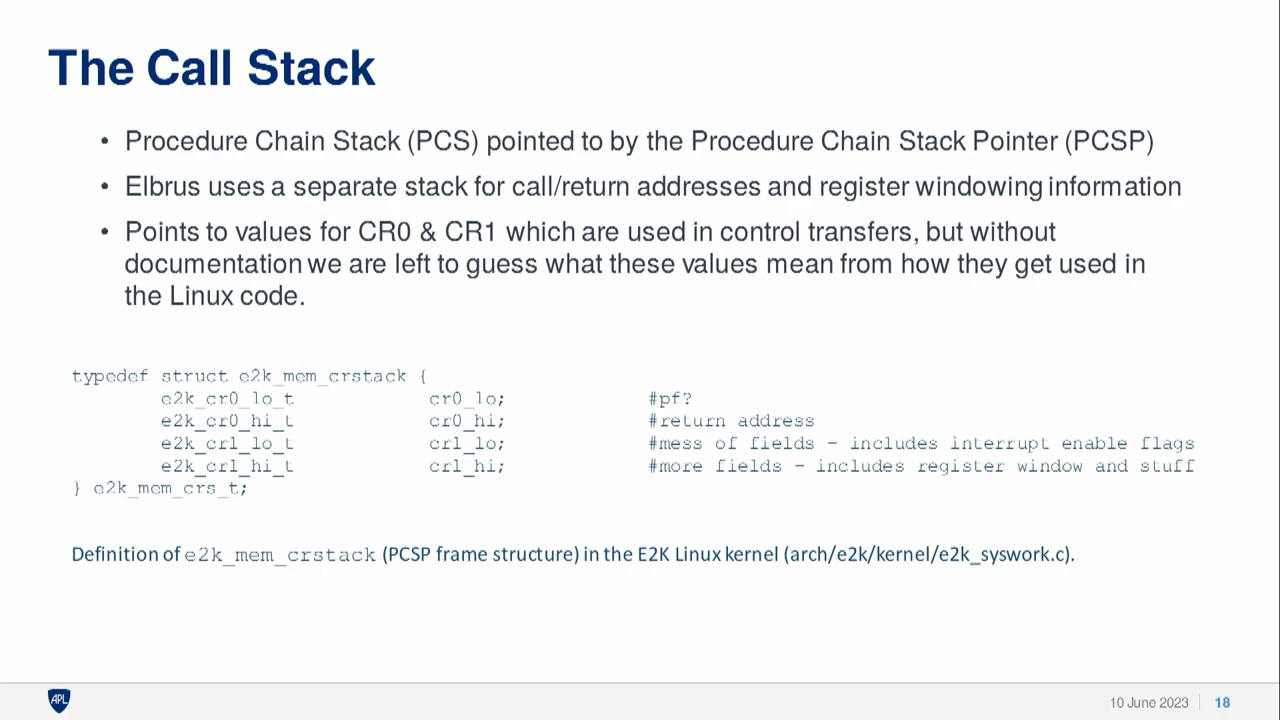 The Call Stack
• Procedure Chain Stack (PCS) pointed to by the Procedure Chain Stack Pointer (PCSP)
• Elbrus uses a separate stack for call/return addresses and register windowing information
• Points to values for CR0 & CR1 which are used in control transfers, but without
documentation we are left to guess what these values mean from how they get used in
the Linux code.
typedef struct e2k_mem_crstack {
e2k_cr0_lo_t cr0_lo; #pf?
e2k_cr0_hi_t cr0_hi; #return address
e2k_cr1_lo_t cr1_lo; #mess of fields – includes interrupt enable flags
e2k_cr1_hi_t cr1_hi; #more fields – includes register window and stuff
} e2k_mem_crs_t;
Definition of e2k_mem_crstack (PCSP frame structure) in the E2K Linux kernel (arch/e2k/kernel/e2k_syswork.c).
APL
10 June 2023 18